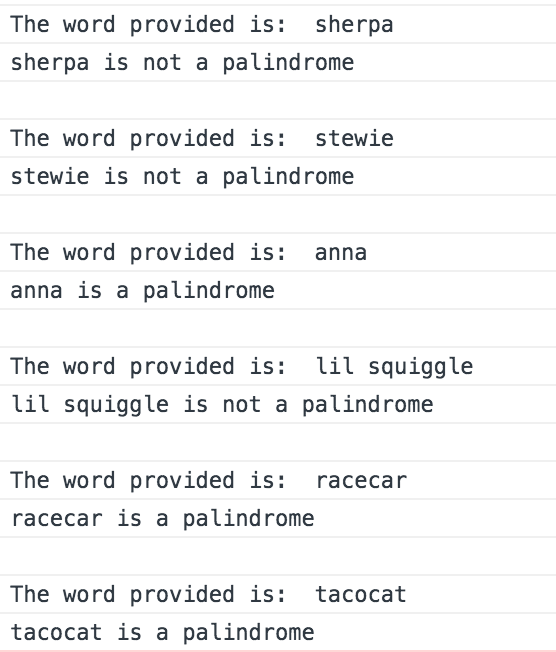 The word provided is:  sherpa
sherpa is not a palindrome
The word provided is:  stewie
stewie is not a palindrome
The word provided is:  anna
anna is a palindrome
The word provided is:  lil squiggle
lil squiggle is not a palindrome
The word provided is:  racecar
racecar is a palindrome
The word provided is:  tacocat
tacocat is a palindrome